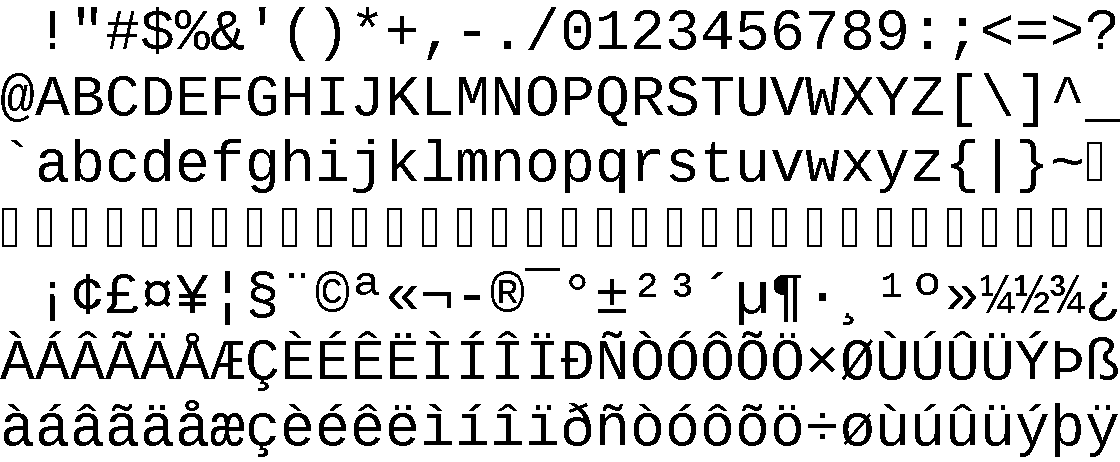 !"#$%&'()*+,-./0123456789:;<=>?
@ABCDEFGHIJKLMNOPQRSTUVWXYZ[\]^_
`abcdefghijklmnopqrstuvwxyz{|}~▯
▯▯▯▯▯▯▯▯▯▯▯▯▯▯▯▯▯▯▯▯▯▯▯▯▯▯▯▯▯▯▯▯
¡¢£¤¥¦§¨©ª«¬-®¯°±²³´µ¶·¸¹º»¼½¾¿
ÀÁÂÃÄÅÆÇÈÉÊËÌÍÎÏÐÑÒÓÔÕÖ×ØÙÚÛÜÝÞß
àáâãäåæçèéêëìíîïðñòóôõö÷øùúûüýþÿ